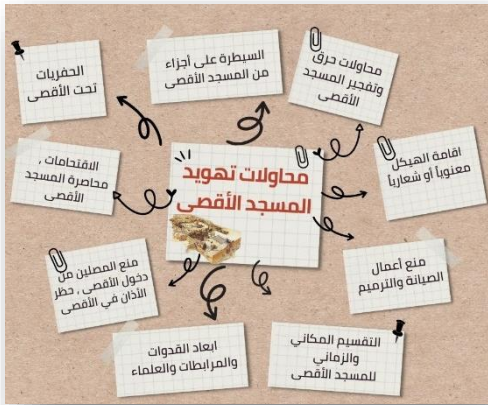 محاولات تهويد
المسجد الأقصى
محاولات حرق
وتفجير المسجد
الأقصى
السيطرة على أجزاء
من المسجد الأقصى
الحفريات
تحت الأقصى
اقامة الهيكل
معنوياً أو شعارياً
الاقتحامات ,
محاصرة المسجد
الأقصى
منع أعمال
الصيانة والترميم
منع المصلين من
دخول الأقصى , حظر
الأذان في الأقصى
التقسيم المكاني
والزماني
للمسجد الأقصى
ابعاد القدوات
والمرابطات والعلماء